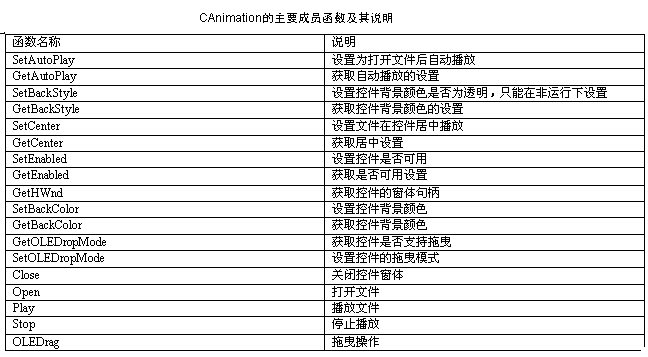 CAnimation的主要成员函数及其说明
函数名称 说明
SetAutoPlay 设置为打开文件后自动播放
GetAutoPlay 获取自动播放的设置
SetBackStyle 设置控件背景颜色是否为透明，只能在非运行下设置
GetBackStyle 获取控件背景颜色的设置
SetCenter 设置文件在控件居中播放
GetCenter 获取居中设置
SetEnabled 设置控件是否可用
GetEnabled 获取是否可用设置
GetHWnd 获取控件的窗体句柄
SetBackColor 设置控件背景颜色
GetBackColor 获取控件背景颜色
GetOLEDropMode 获取控件是否支持拖曳
SetOLEDropMode 设置控件的拖曳模式
Close 关闭控件窗体
Open 打开文件
Play 播放文件
Stop 停止播放
OLEDrag 拖曳操作